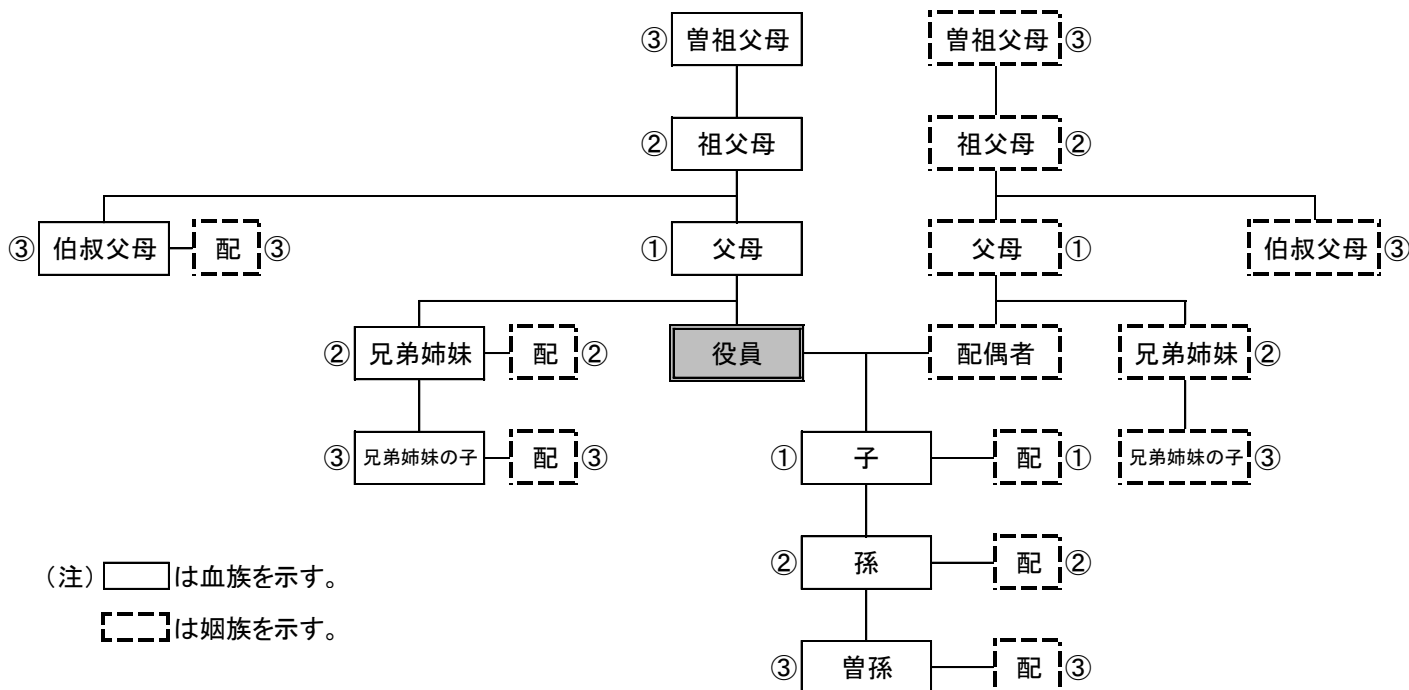 ③ 曽祖父母 曽祖父母 ③
② 祖父母 祖父母 ②
③ 伯叔父母 配 ③ ① 父母 父母 ① 伯叔父母 ③
② 兄弟姉妹 配 ② 役員 配偶者 兄弟姉妹 ②
③ 兄弟姉妹の子 配 ③ ① 子 配 ① 兄弟姉妹の子 ③
② 孫 配 ②
(注) は血族を示す。
は姻族を示す。
③ 曽孫 配 ③